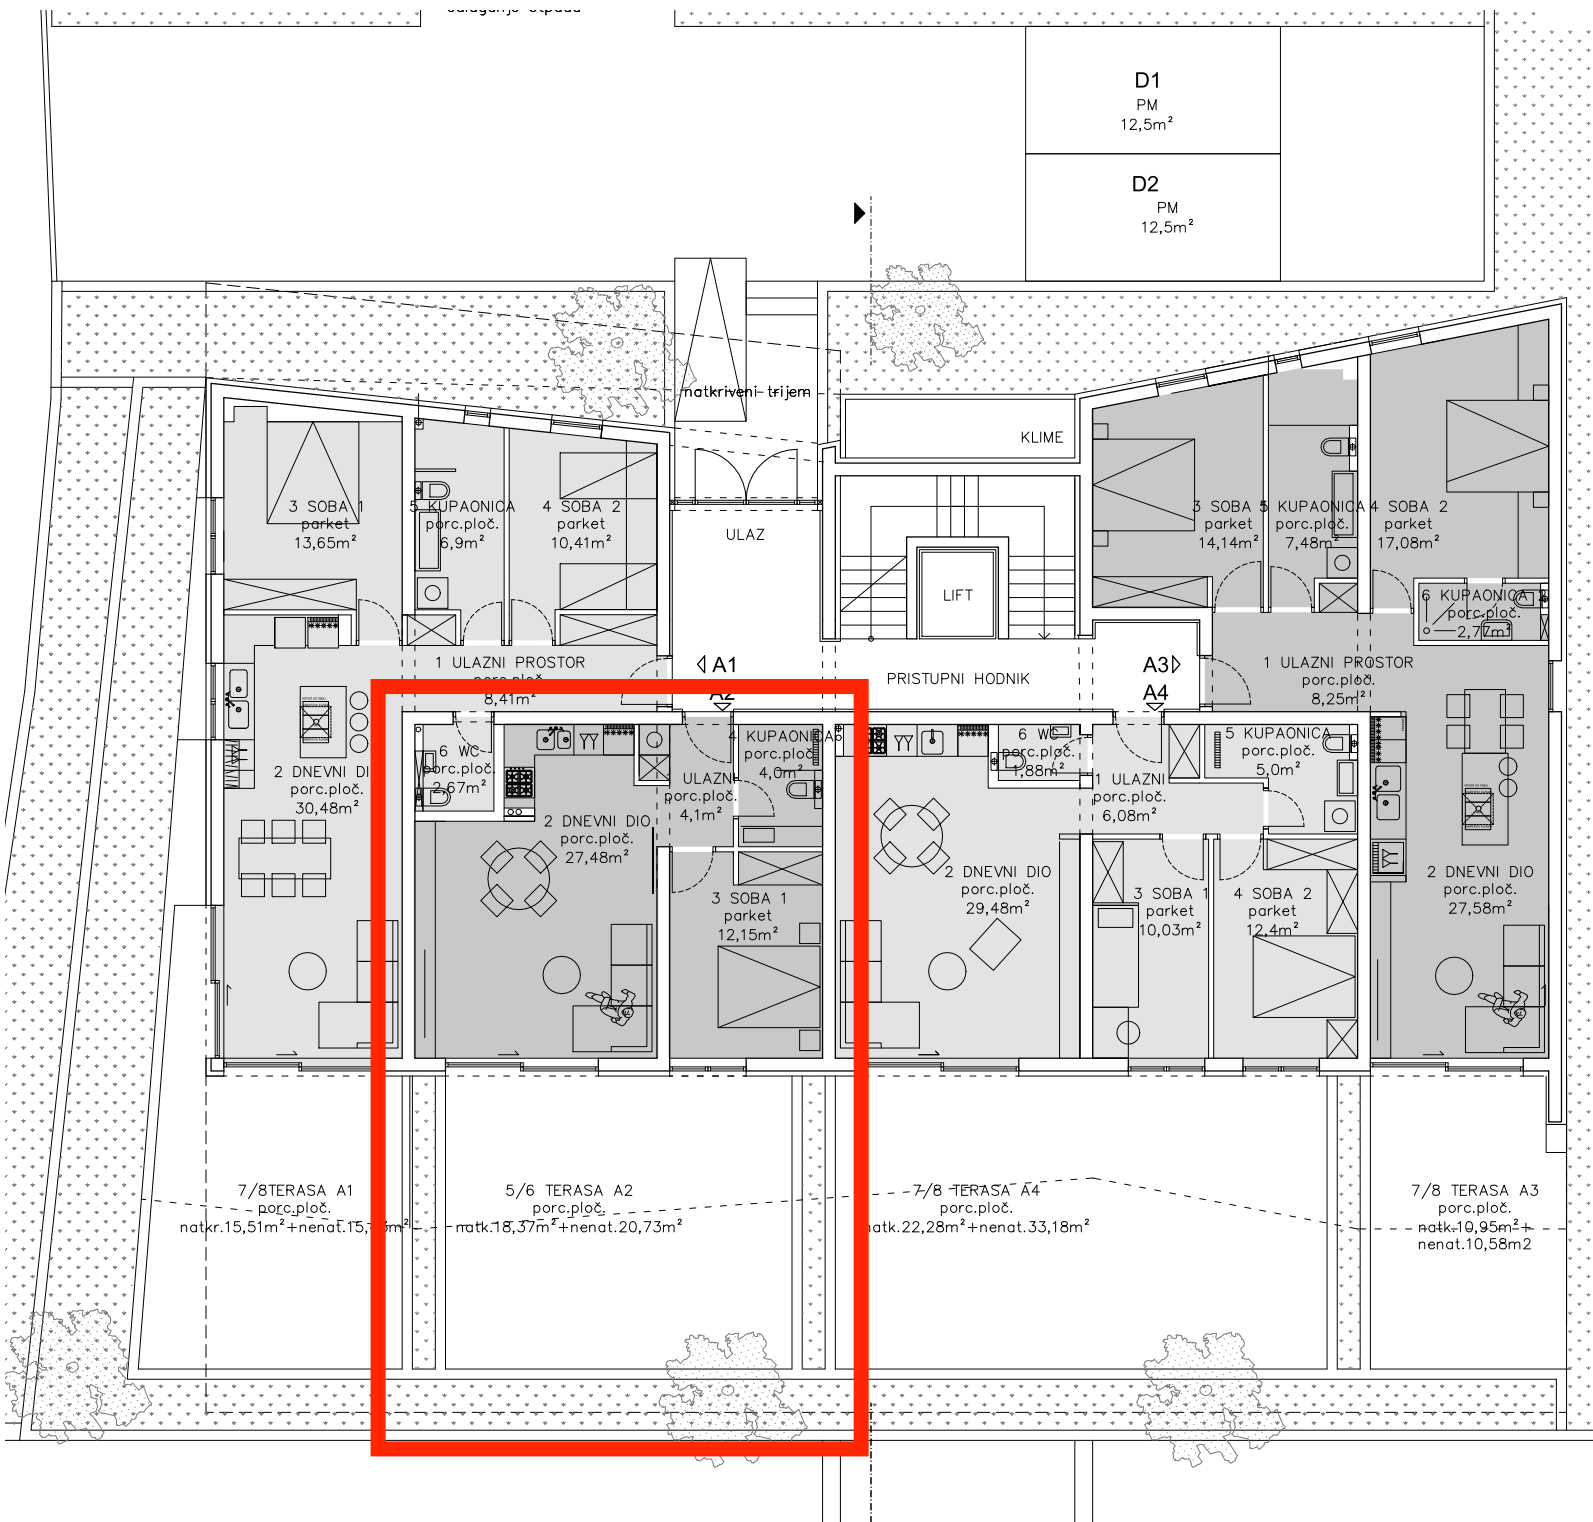 D1
PM
12,5m²
D2
PM
12,5m²
natkriveni trijem
KLIME
3 SOBA 1
parket
13,65m²
5 KUPAONICA
porc.ploč.
6,9m²
4 SOBA 2
parket
10,41m²
ULAZ
LIFT
3 SOBA 1
parket
14,14m²
5 KUPAONICA
porc.ploč.
7,48m²
4 SOBA 2
parket
17,08m²
6 KUPAONICA 2
porc.ploč.
2,77m²
1 ULAZNI PROSTOR
porc.ploč.
8,41m²
A1
A2
PRISTUPNI HODNIK
A3
A4
1 ULAZNI PROSTOR
porc.ploč.
8,25m²
2 DNEVNI DIO
porc.ploč.
30,48m²
6 WC
porc.ploč.
2,67m²
2 DNEVNI DIO
porc.ploč.
27,48m²
1 ULAZNI
porc.ploč.
4,1m²
4 KUPAONICA
porc.ploč.
4,0m²
3 SOBA 1
parket
12,15m²
6 WC
porc.ploč.
1,88m²
1 ULAZNI
porc.ploč.
6,08m²
5 KUPAONICA
porc.ploč.
5,0m²
2 DNEVNI DIO
porc.ploč.
29,48m²
3 SOBA 1
parket
10,03m²
4 SOBA 2
parket
12,4m²
2 DNEVNI DIO
porc.ploč.
27,58m²
7/8TERASA A1
porc.ploč.
natkr.15,51m²+nenat.
5/6 TERASA A2
porc.ploč.
natk.18,37m²+nenat.20,73m²
7/8 TERASA A4
porc.ploč.
natk.22,28m²+nenat.33,18m²
7/8 TERASA A3
porc.ploč.
natk.10,95m²+
nenat.10,58m2